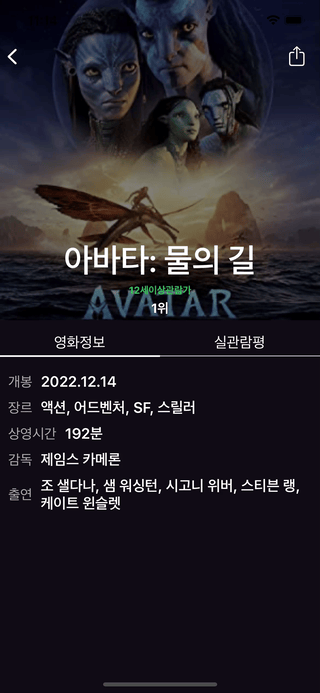 아바타: 물의 길
12세이상관람가
AVATAR
1위
영화정보 실관람평
개봉 2022.12.14
장르 액션, 어드벤처, SF, 스릴러
상영시간 192분
감독 제임스 카메론
출연 조 샐다나, 샘 워싱턴, 시고니 위버, 스티븐 랭,
케이트 윈슬렛